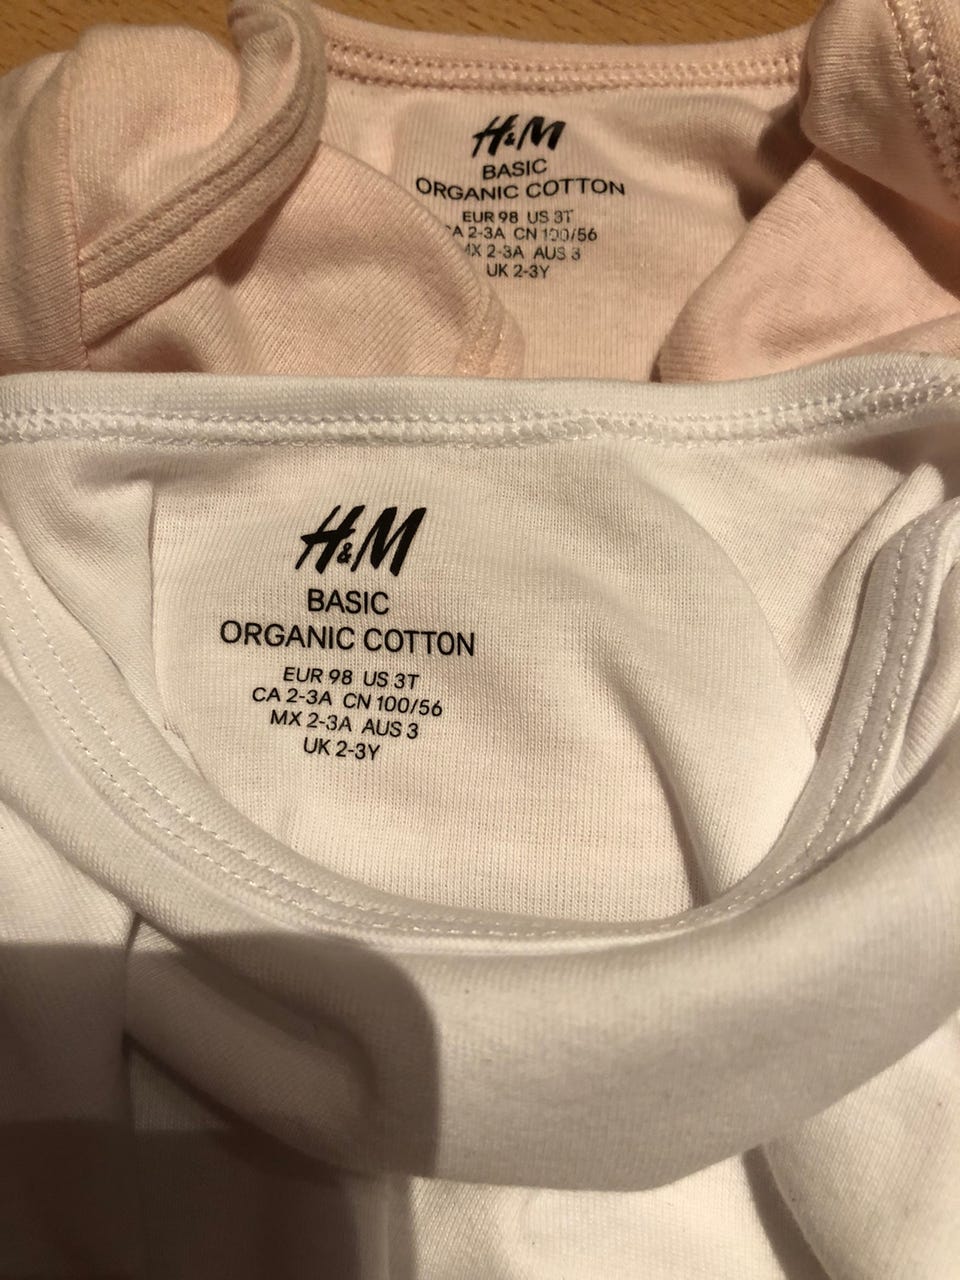 H&M
BASIC
ORGANIC COTTON
EUR 98 US 3T
CA 2-3A CN 100/56
MX 2-3A AUS 3
UK 2-3Y
H&M
BASIC
ORGANIC COTTON
EUR 98 US 3T
CA 2-3A CN 100/56
MX 2-3A AUS 3
UK 2-3Y